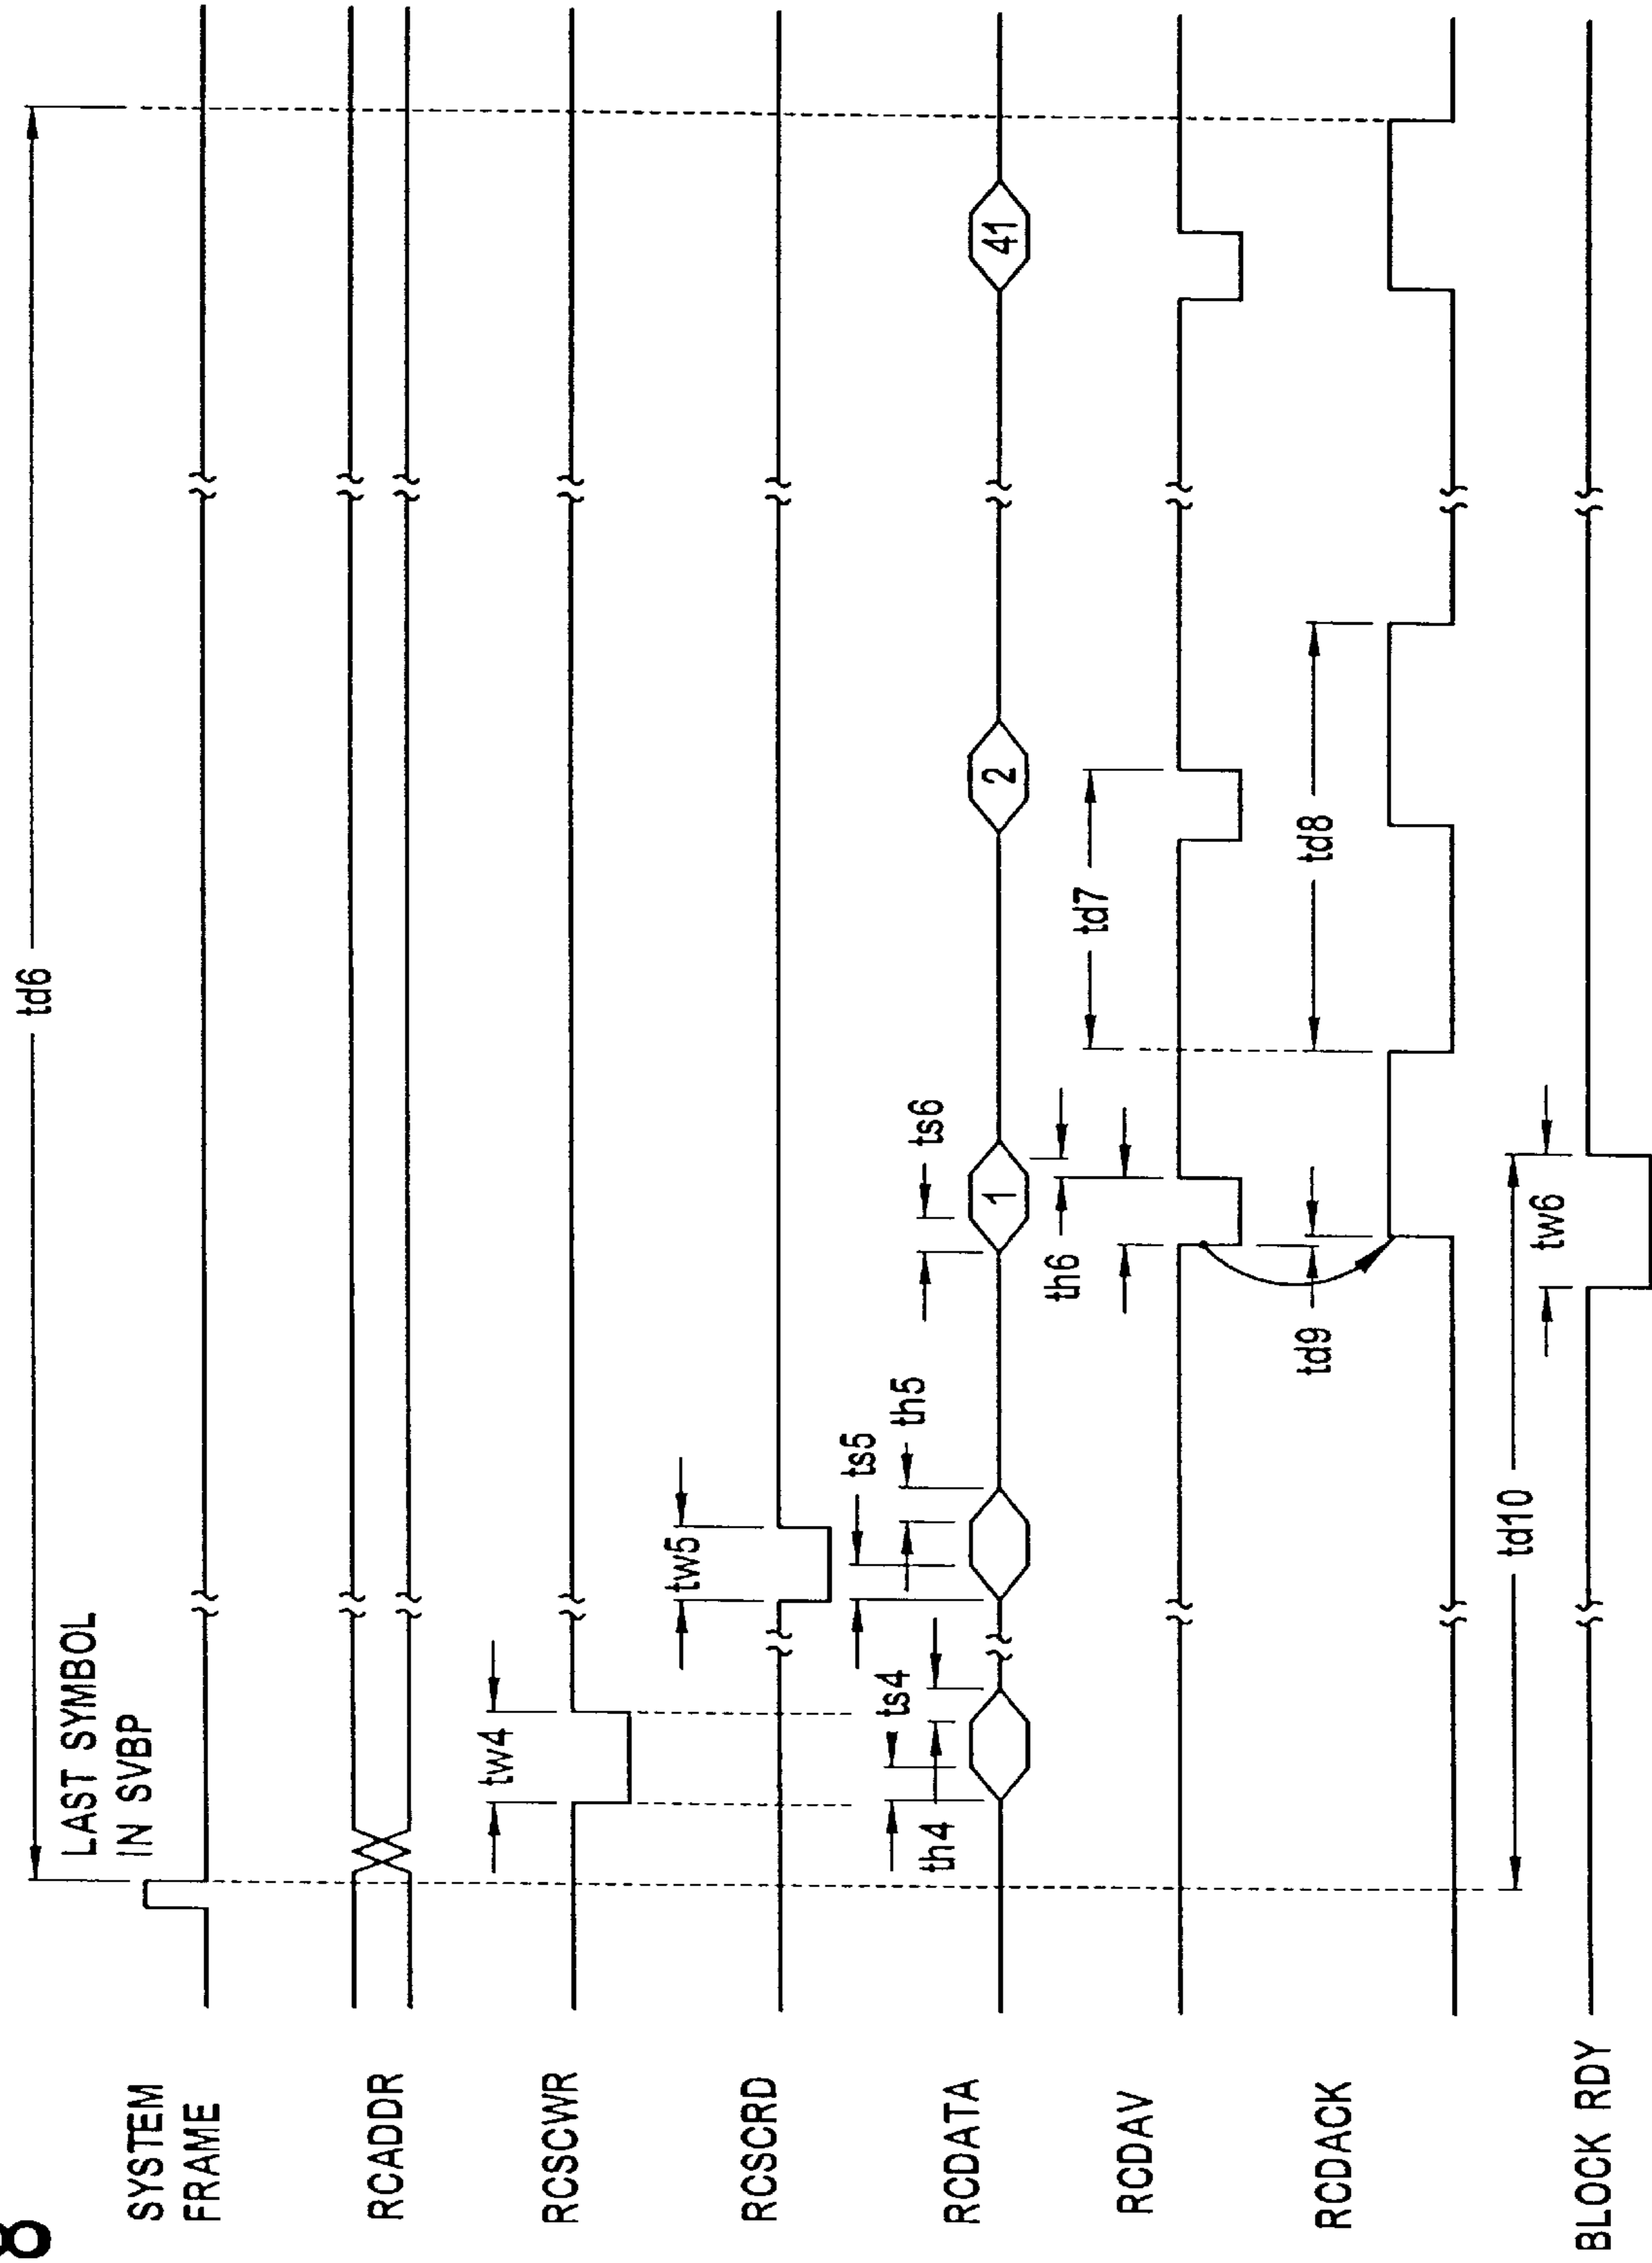 8
td6
LAST SYMBOL
IN SVBP
SYSTEM
FRAME
RCADDR
RCSCWR
tw4
RCSCRD
tw5
RCDATA
th4
ts4
ts5
th5
ts6
1
2
41
RCDAV
th6
td7
RCDACK
td9
td8
BLOCK RDY
td10
tw6